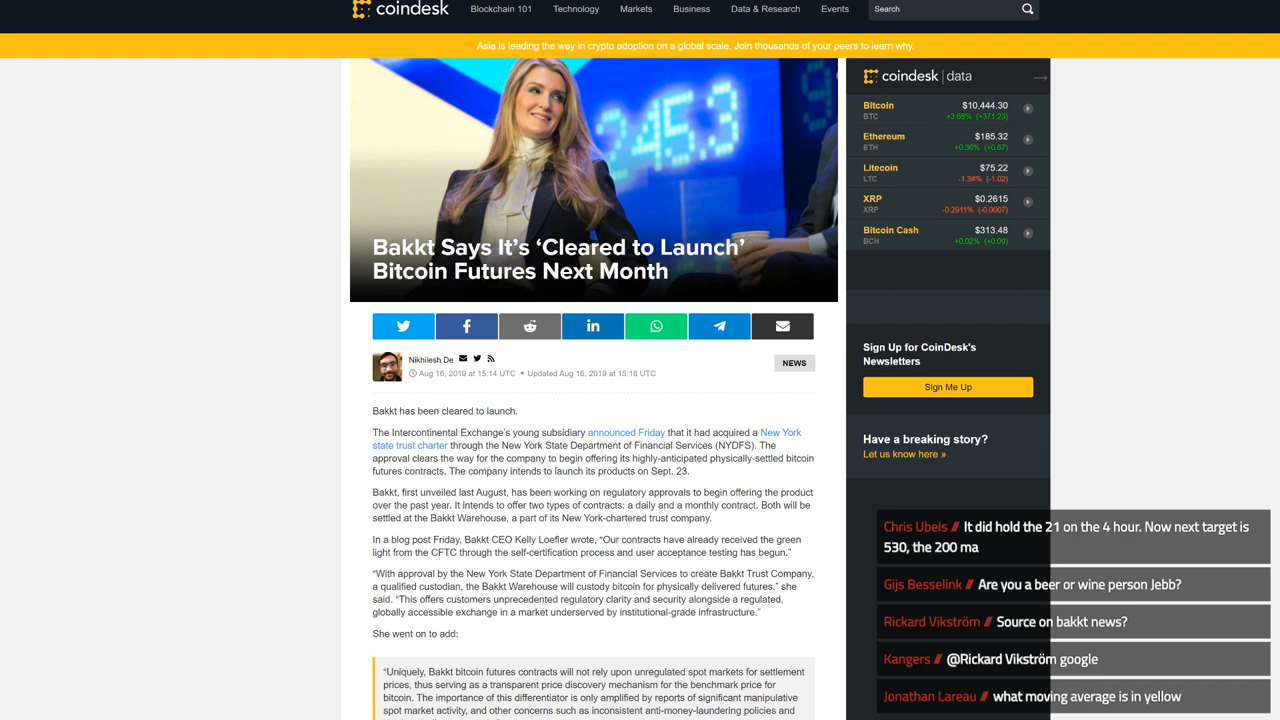 coindesk
Blockchain 101 Technology Markets Business Data & Research Events Search
Asia is leading the way in crypto adoption on a global scale. Join thousands of your peers to learn why.
Bakkt Says It's 'Cleared to Launch'
Bitcoin Futures Next Month
Nikhilesh De
Aug 16, 2019 at 15:14 UTC • Updated Aug 16, 2019 at 15:18 UTC
NEWS
Bakkt has been cleared to launch.
The Intercontinental Exchange's young subsidiary announced Friday that it had acquired a New York
state trust charter through the New York State Department of Financial Services (NYDFS). The
approval clears the way for the company to begin offering its highly-anticipated physically-settled bitcoin
futures contracts. The company intends to launch its products on Sept. 23.
Bakkt, first unveiled last August, has been working on regulatory approvals to begin offering the product
over the past year. It intends to offer two types of contracts: a daily and a monthly contract. Both will be
settled at the Bakkt Warehouse, a part of its New York-chartered trust company.
In a blog post Friday, Bakkt CEO Kelly Loefler wrote, "Our contracts have already received the green
light from the CFTC through the self-certification process and user acceptance testing has begun."
"With approval by the New York State Department of Financial Services to create Bakkt Trust Company,
a qualified custodian, the Bakkt Warehouse will custody bitcoin for physically delivered futures," she
said. "This offers customers unprecedented regulatory clarity and security alongside a regulated,
globally accessible exchange in a market underserved by institutional-grade infrastructure."
She went on to add:
"Uniquely, Bakkt bitcoin futures contracts will not rely upon unregulated spot markets for settlement
prices, thus serving as a transparent price discovery mechanism for the benchmark price for
bitcoin. The importance of this differentiator is only amplified by reports of significant manipulative
spot market activity, and other concerns such as inconsistent anti-money-laundering policies and
coindesk | data
Bitcoin $10,444.30
BTC +3.68% (+371.23)
Ethereum $185.32
ETH +0.36% (+0.67)
Litecoin $75.22
LTC -1.34% (-1.02)
XRP $0.2615
XRP -0.2911% (-0.0007)
Bitcoin Cash $313.48
BCH +0.02% (+0.09)
Sign Up for CoinDesk's
Newsletters
Sign Me Up
Have a breaking story?
Let us know here »
Chris Ubels // It did hold the 21 on the 4 hour. Now next target is
530, the 200 ma
Gijs Besselink // Are you a beer or wine person Jebb?
Rickard Vikström // Source on bakkt news?
Kangers // @Rickard Vikström google
Jonathan Lareau // what moving average is in yellow